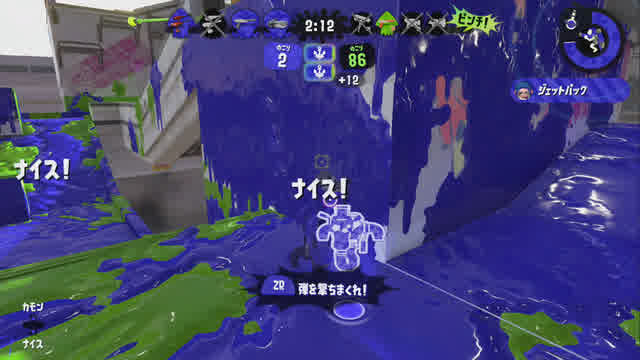 2:12
ピンチ!
のこり
2
のこり
86
+12
ジェットパック
ナイス!
ナイス!
ZR 弾を撃ちまくれ!
カモン
ナイス